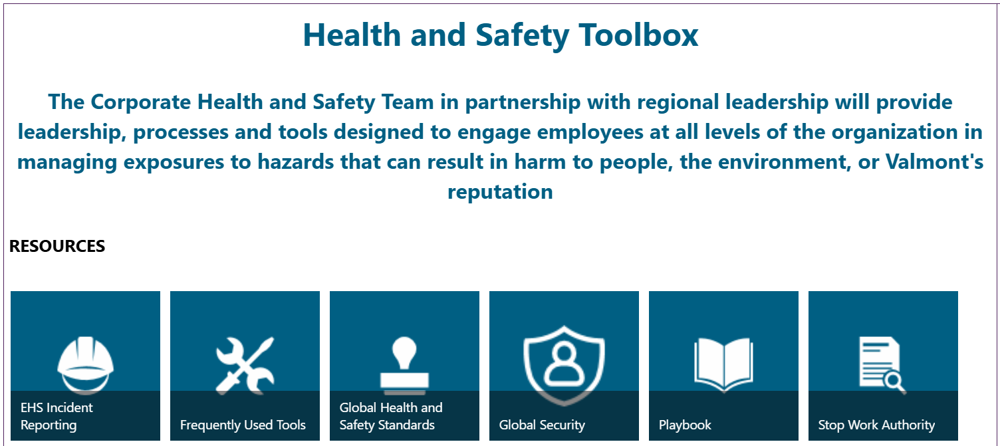 Health and Safety Toolbox
The Corporate Health and Safety Team in partnership with regional leadership will provide
leadership, processes and tools designed to engage employees at all levels of the organization in
managing exposures to hazards that can result in harm to people, the environment, or Valmont's
reputation
RESOURCES
EHS Incident
Reporting
Frequently Used Tools
Global Health and
Safety Standards
Global Security
Playbook
Stop Work Authority